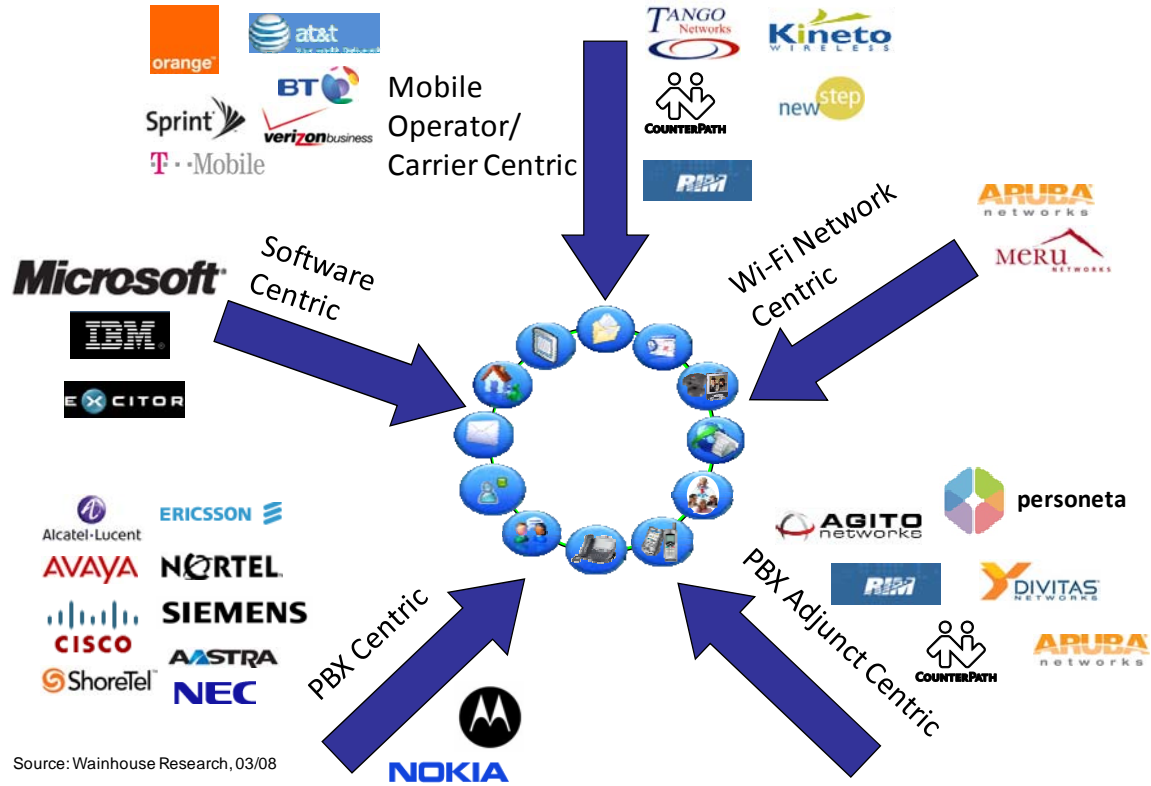 orange™
at&t
BT
Sprint
verizonbusiness
T··Mobile
Mobile
Operator/
Carrier Centric
TANGO
Networks
Kineto
WIRELESS
COUNTERPATH
new step
RIM
ARUBA
networks
MERU
NETWORKS
Wi-Fi Network
Centric
Software
Centric
Microsoft
IBM
EXCITOR
Alcatel·Lucent
ERICSSON
AVAYA
NORTEL
CISCO
SIEMENS
AASTRA
ShoreTel™
NEC
PBX Centric
NOKIA
personeta
AGITO
networks
RIM
DIVITAS
NETWORKS
COUNTERPATH
ARUBA
networks
PBX Adjunct Centric
Source: Wainhouse Research, 03/08